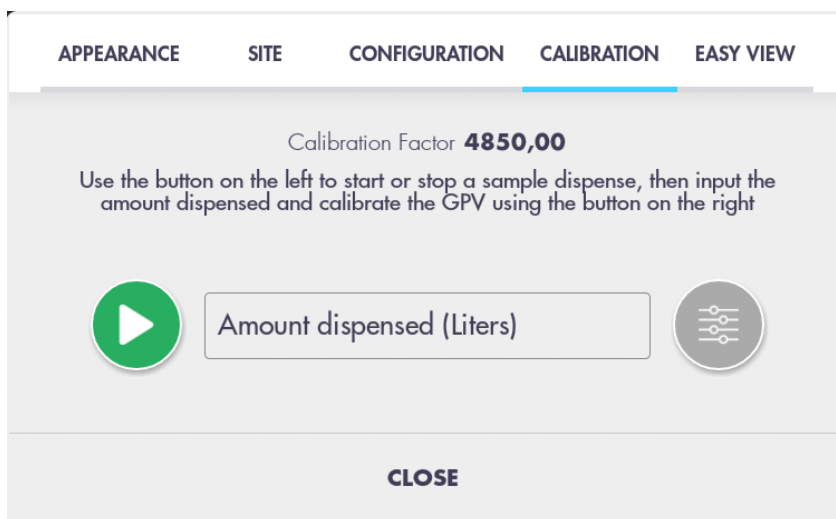 APPEARANCE SITE CONFIGURATION CALIBRATION EASY VIEW
Calibration Factor 4850,00
Use the button on the left to start or stop a sample dispense, then input the
amount dispensed and calibrate the GPV using the button on the right
Amount dispensed (Liters)
CLOSE